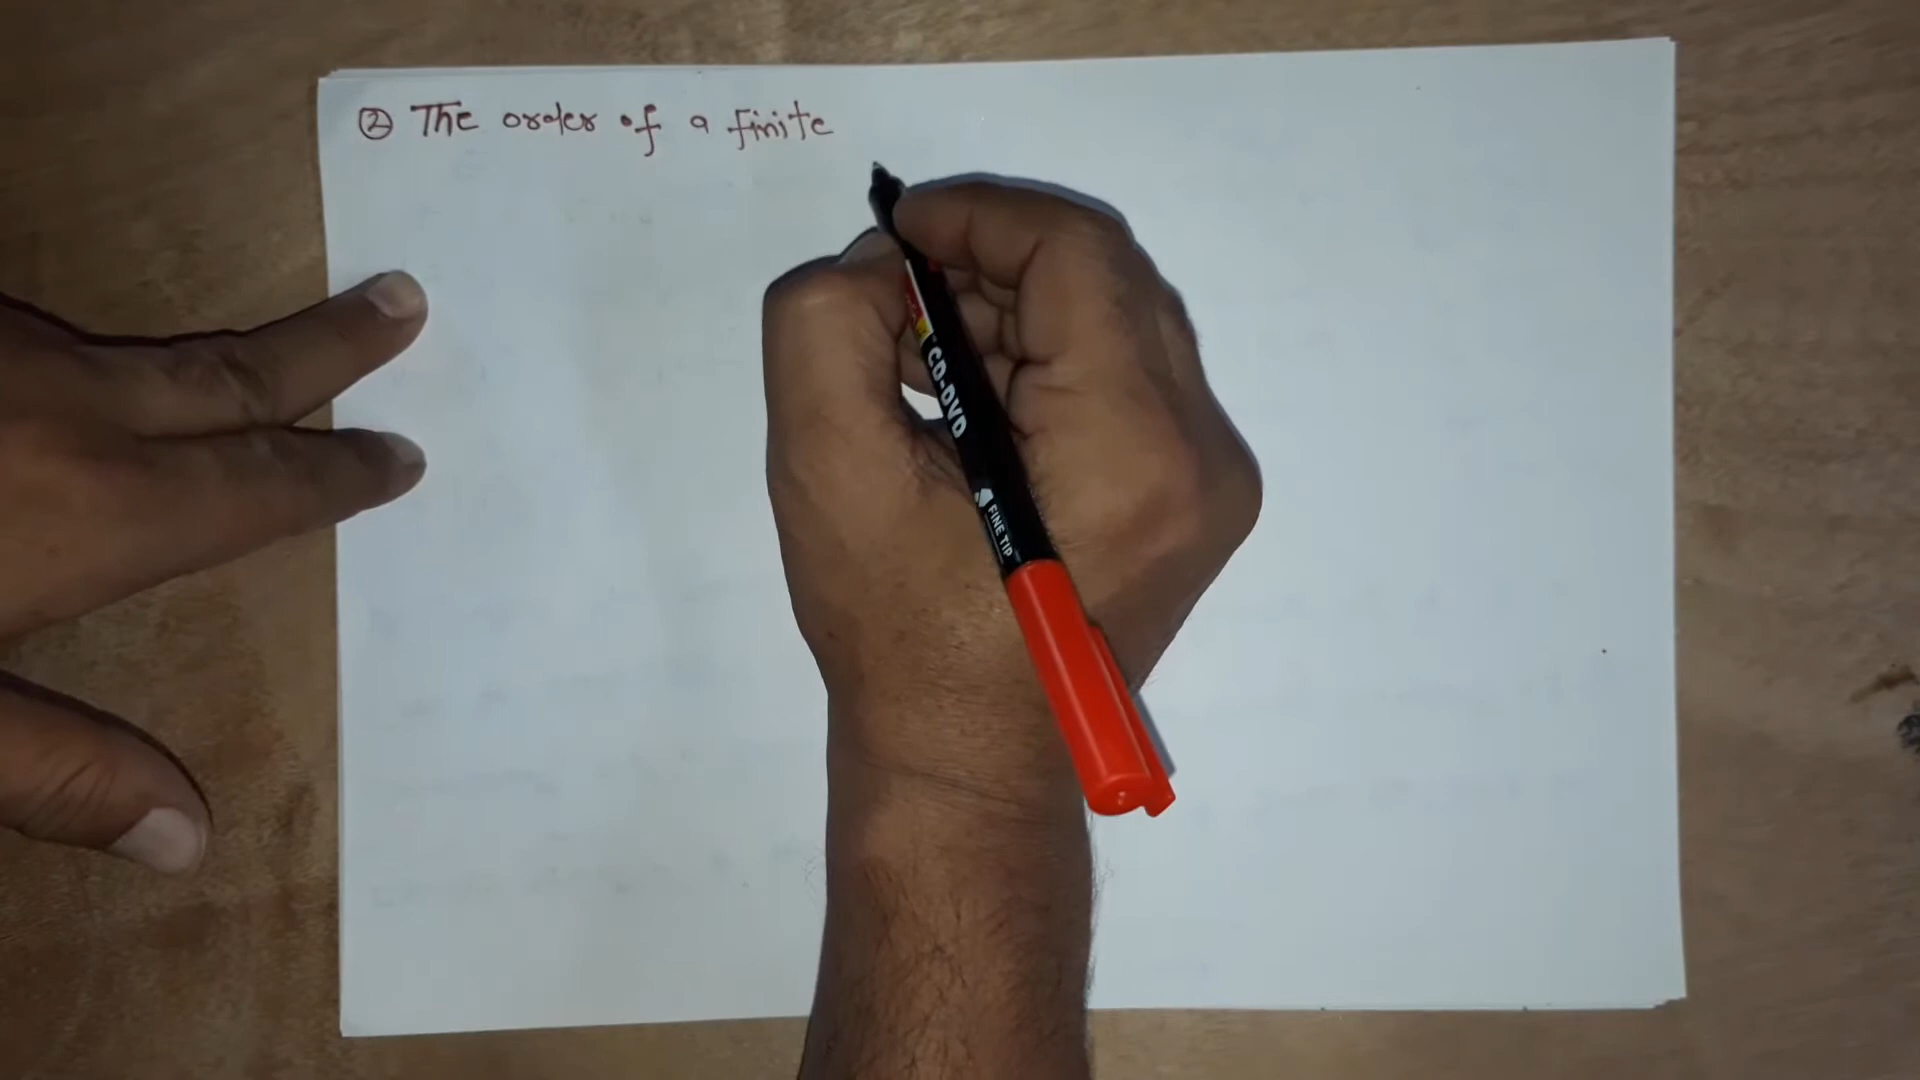 ② The order of a finite
CD-DVD
FINE TIP